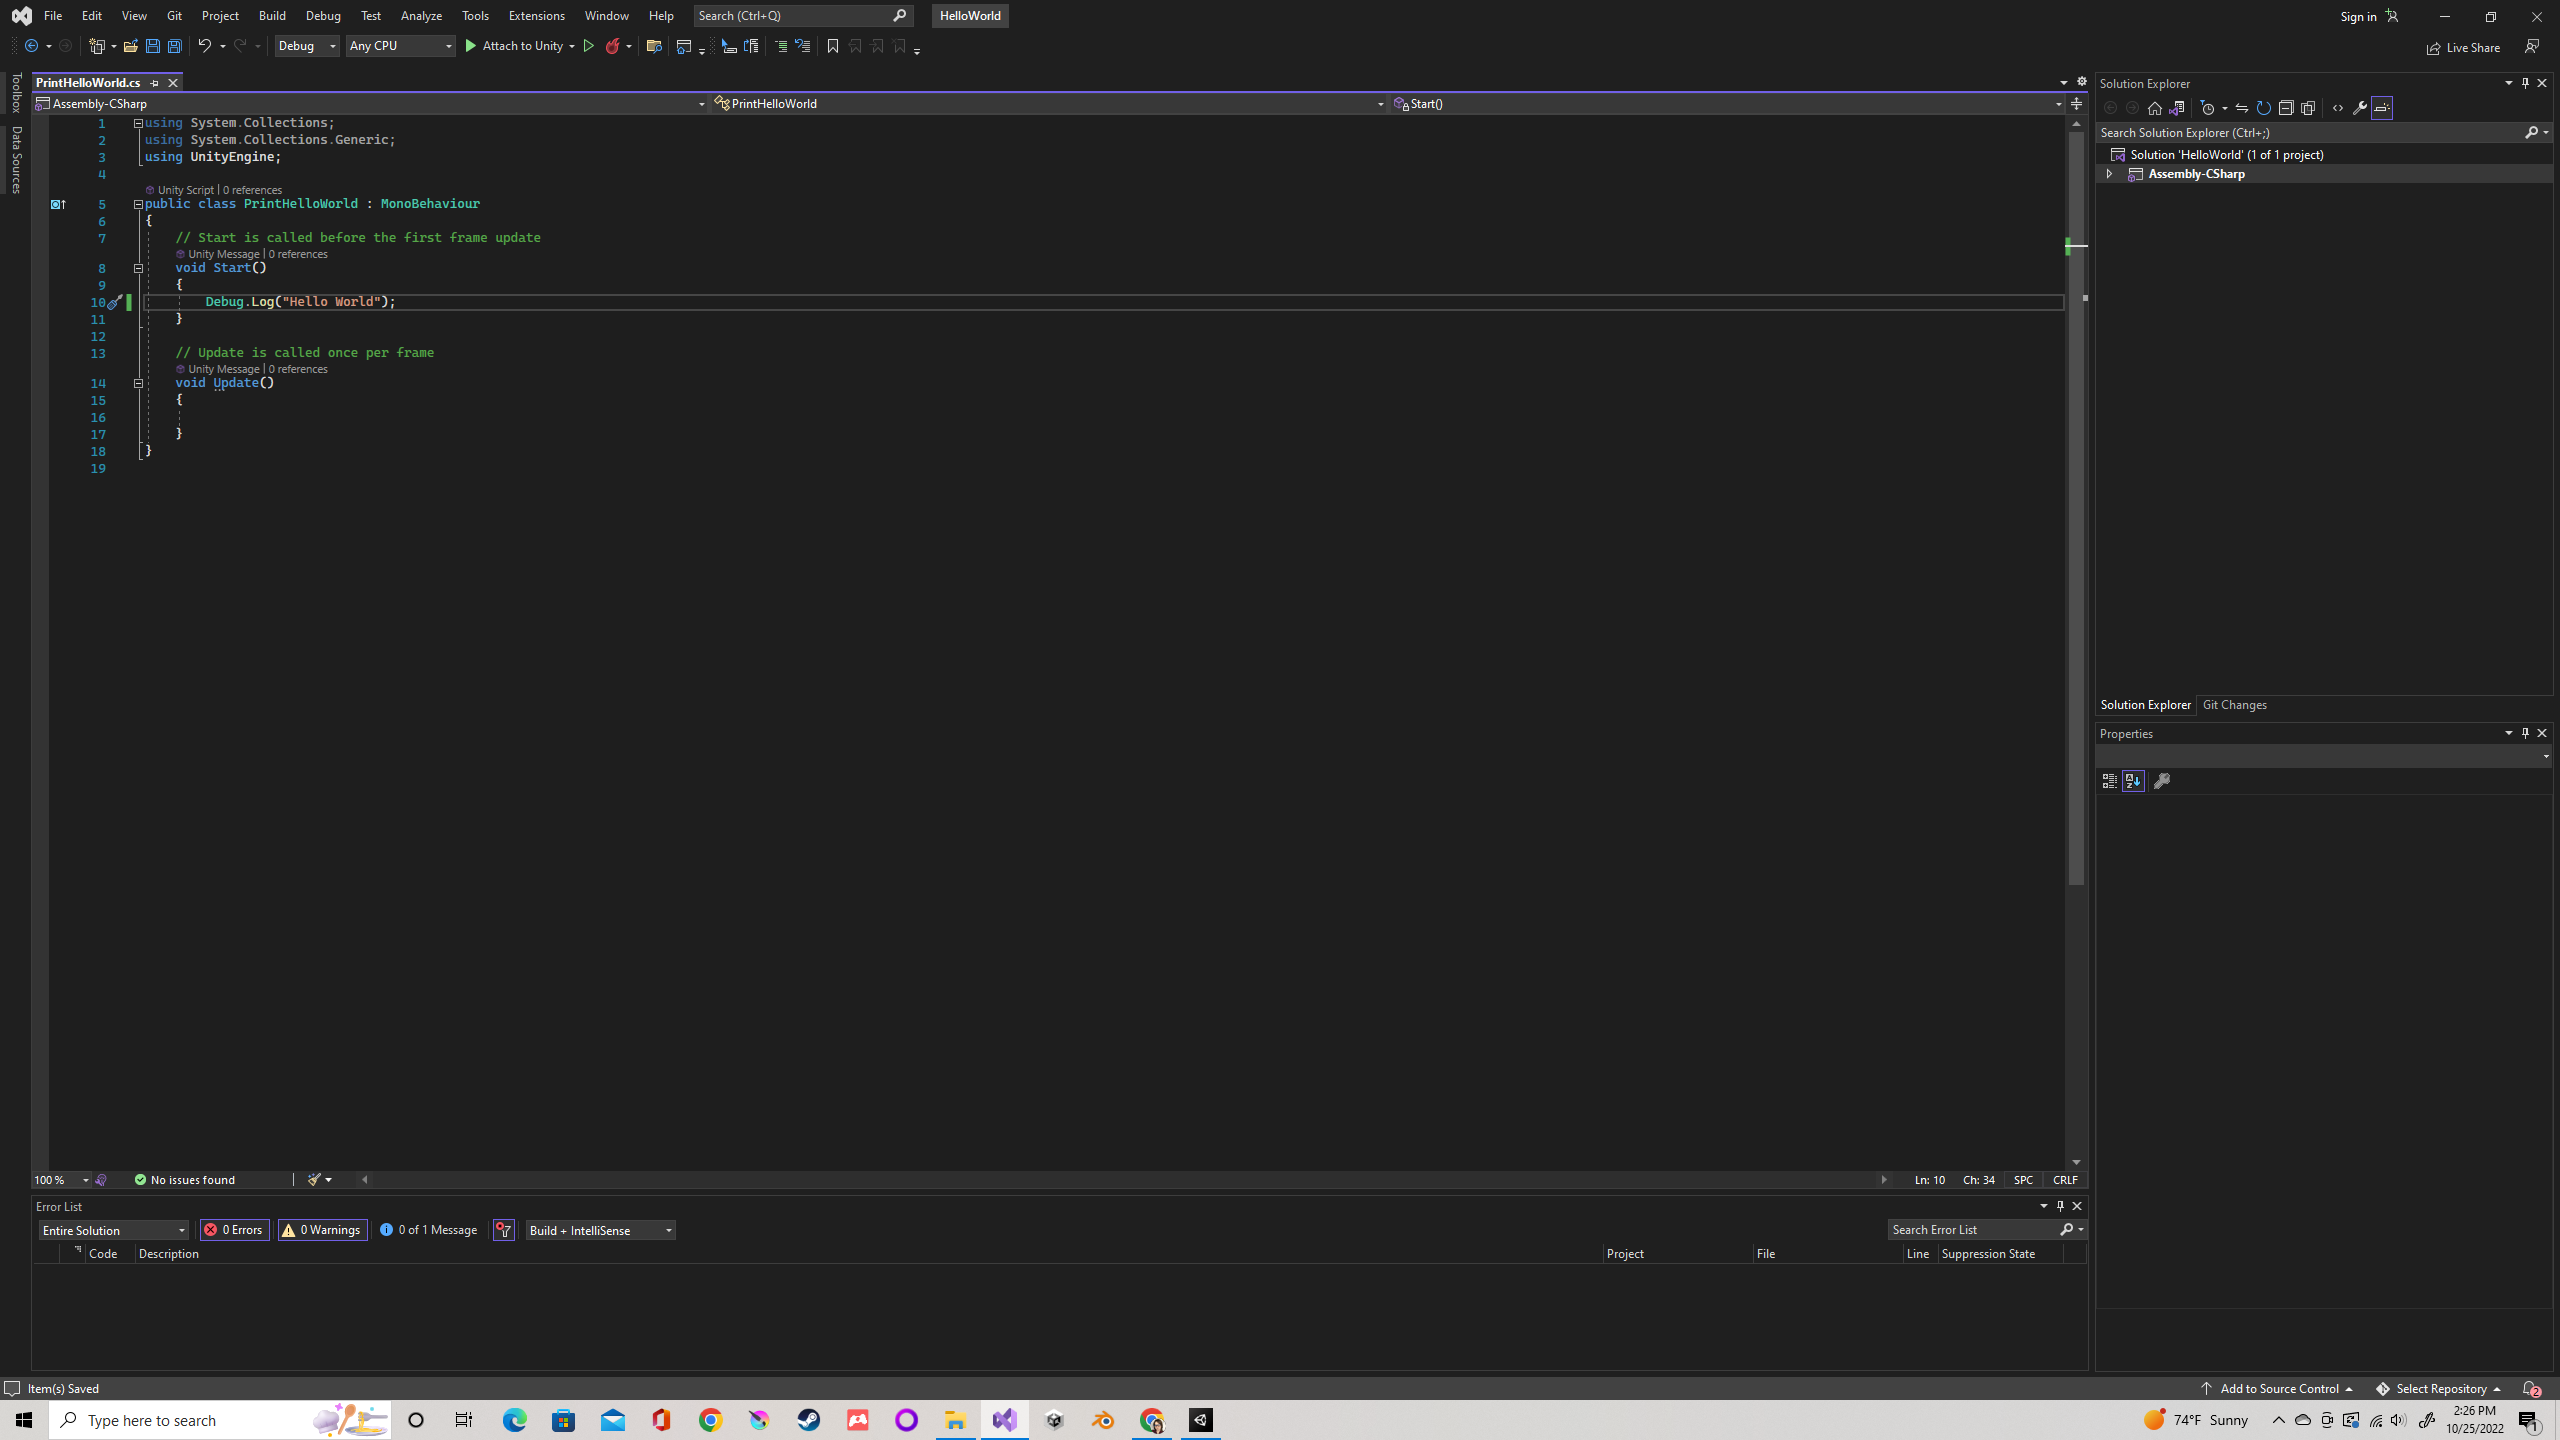 File Edit View Git Project Build Debug Test Analyze Tools Extensions Window Help Search (Ctrl+Q) HelloWorld Sign in
Debug Any CPU Attach to Unity Live Share
Toolbox
Data Sources
PrintHelloWorld.cs
Assembly-CSharp PrintHelloWorld Start()
1 using System.Collections;
2 using System.Collections.Generic;
3 using UnityEngine;
4
Unity Script | 0 references
5 public class PrintHelloWorld : MonoBehaviour
6 {
7 // Start is called before the first frame update
Unity Message | 0 references
8 void Start()
9 {
10 Debug.Log("Hello World");
11 }
12
13 // Update is called once per frame
Unity Message | 0 references
14 void Update()
15 {
16
17 }
18 }
19
100 % No issues found Ln: 10 Ch: 34 SPC CRLF
Solution Explorer
Search Solution Explorer (Ctrl+;)
Solution 'HelloWorld' (1 of 1 project)
Assembly-CSharp
Solution Explorer Git Changes
Properties
Error List
Entire Solution 0 Errors 0 Warnings 0 of 1 Message Build + IntelliSense Search Error List
Code Description Project File Line Suppression State
Item(s) Saved Add to Source Control Select Repository 2
Type here to search 74°F Sunny 2:26 PM
10/25/2022 1